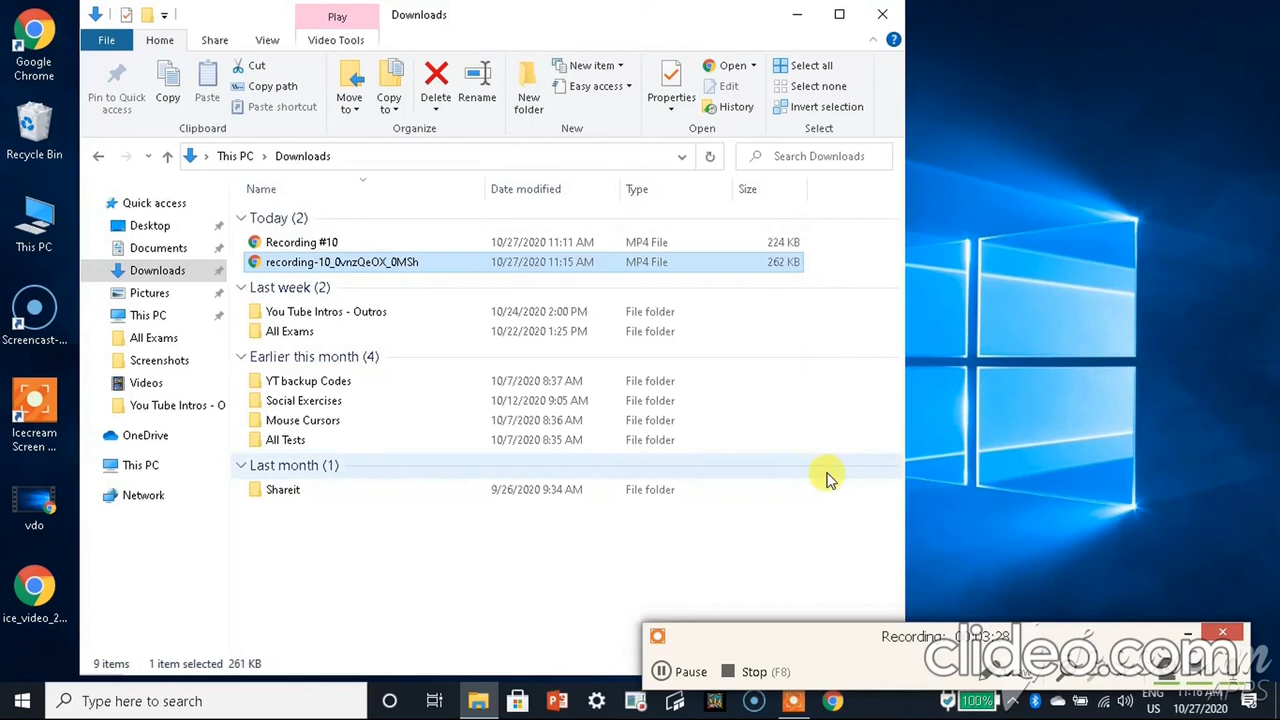 Google Chrome
Recycle Bin
This PC
Screencast-...
Icecream Screen ...
vdo
ice_video_2...
Play
Downloads
File
Home
Share
View
Video Tools
Pin to Quick access
Copy
Paste
Cut
Copy path
Paste shortcut
Clipboard
Move to
Copy to
Delete
Rename
Organize
New folder
New item
Easy access
New
Properties
Open
Edit
History
Open
Select all
Select none
Invert selection
Select
This PC > Downloads
Search Downloads
Quick access
Desktop
Documents
Downloads
Pictures
This PC
All Exams
Screenshots
Videos
You Tube Intros - O
OneDrive
This PC
Network
Name Date modified Type Size
Today (2)
Recording #10 10/27/2020 11:11 AM MP4 File 224 KB
recording-10_0vnzQeOX_0MSh 10/27/2020 11:15 AM MP4 File 262 KB
Last week (2)
You Tube Intros - Outros 10/24/2020 2:00 PM File folder
All Exams 10/22/2020 1:25 PM File folder
Earlier this month (4)
YT backup Codes 10/7/2020 8:37 AM File folder
Social Exercises 10/12/2020 9:05 AM File folder
Mouse Cursors 10/7/2020 8:36 AM File folder
All Tests 10/7/2020 8:35 AM File folder
Last month (1)
Shareit 9/26/2020 9:34 AM File folder
9 items 1 item selected 261 KB
Recording: 00:03:28
Pause
Stop (F8)
clideo.com
APPS
Type here to search
100%
ENG
US
11:16 AM
10/27/2020